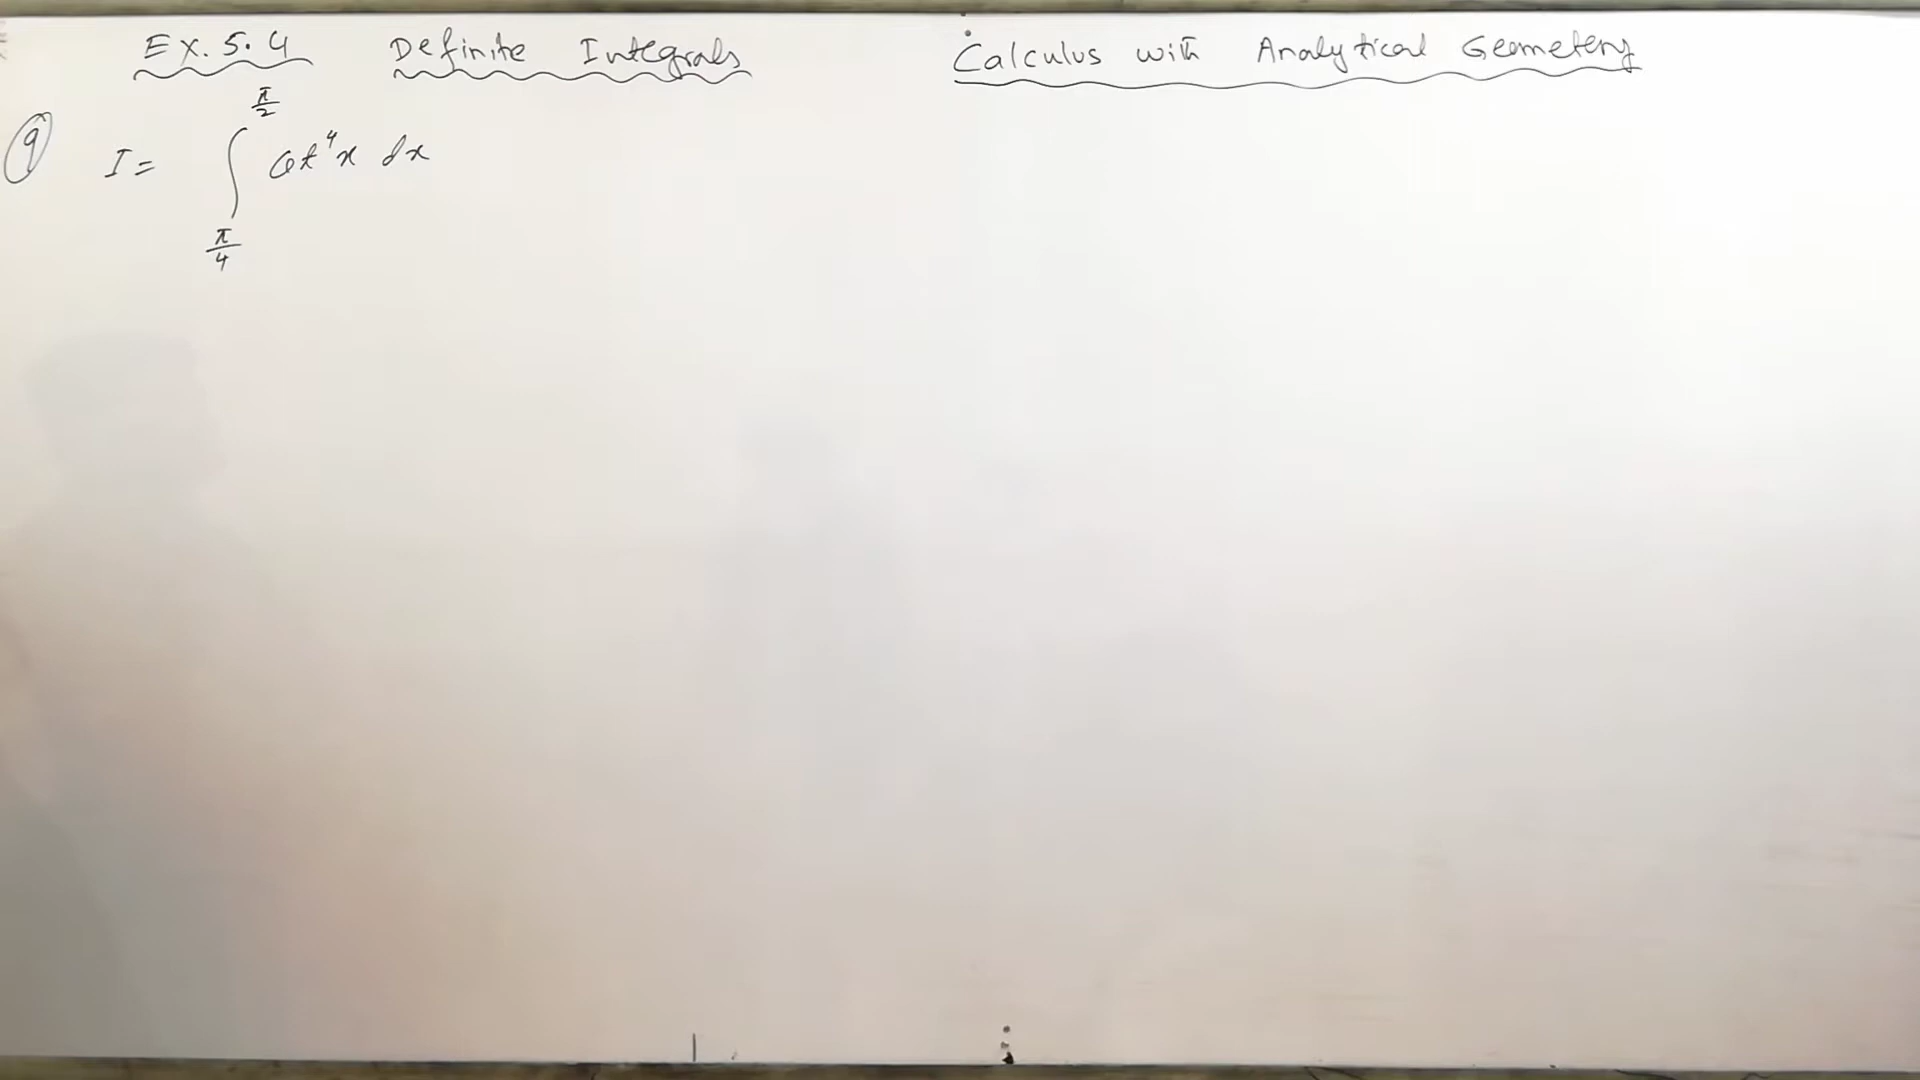 Ex. 5.4 Definite Integrals Calculus with Analytical Geometery
9 I = ∫_{π/4}^{π/2} Cot⁴x dx